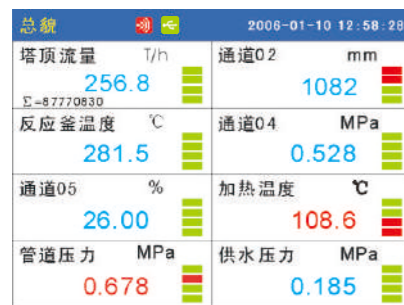 总貌 2006-01-10 12:58:28
塔顶流量 T/h 通道02 mm
256.8 1082
Σ=87770830
反应釜温度 ℃ 通道04 MPa
281.5 0.528
通道05 % 加热温度 ℃
26.00 108.6
管道压力 MPa 供水压力 MPa
0.678 0.185